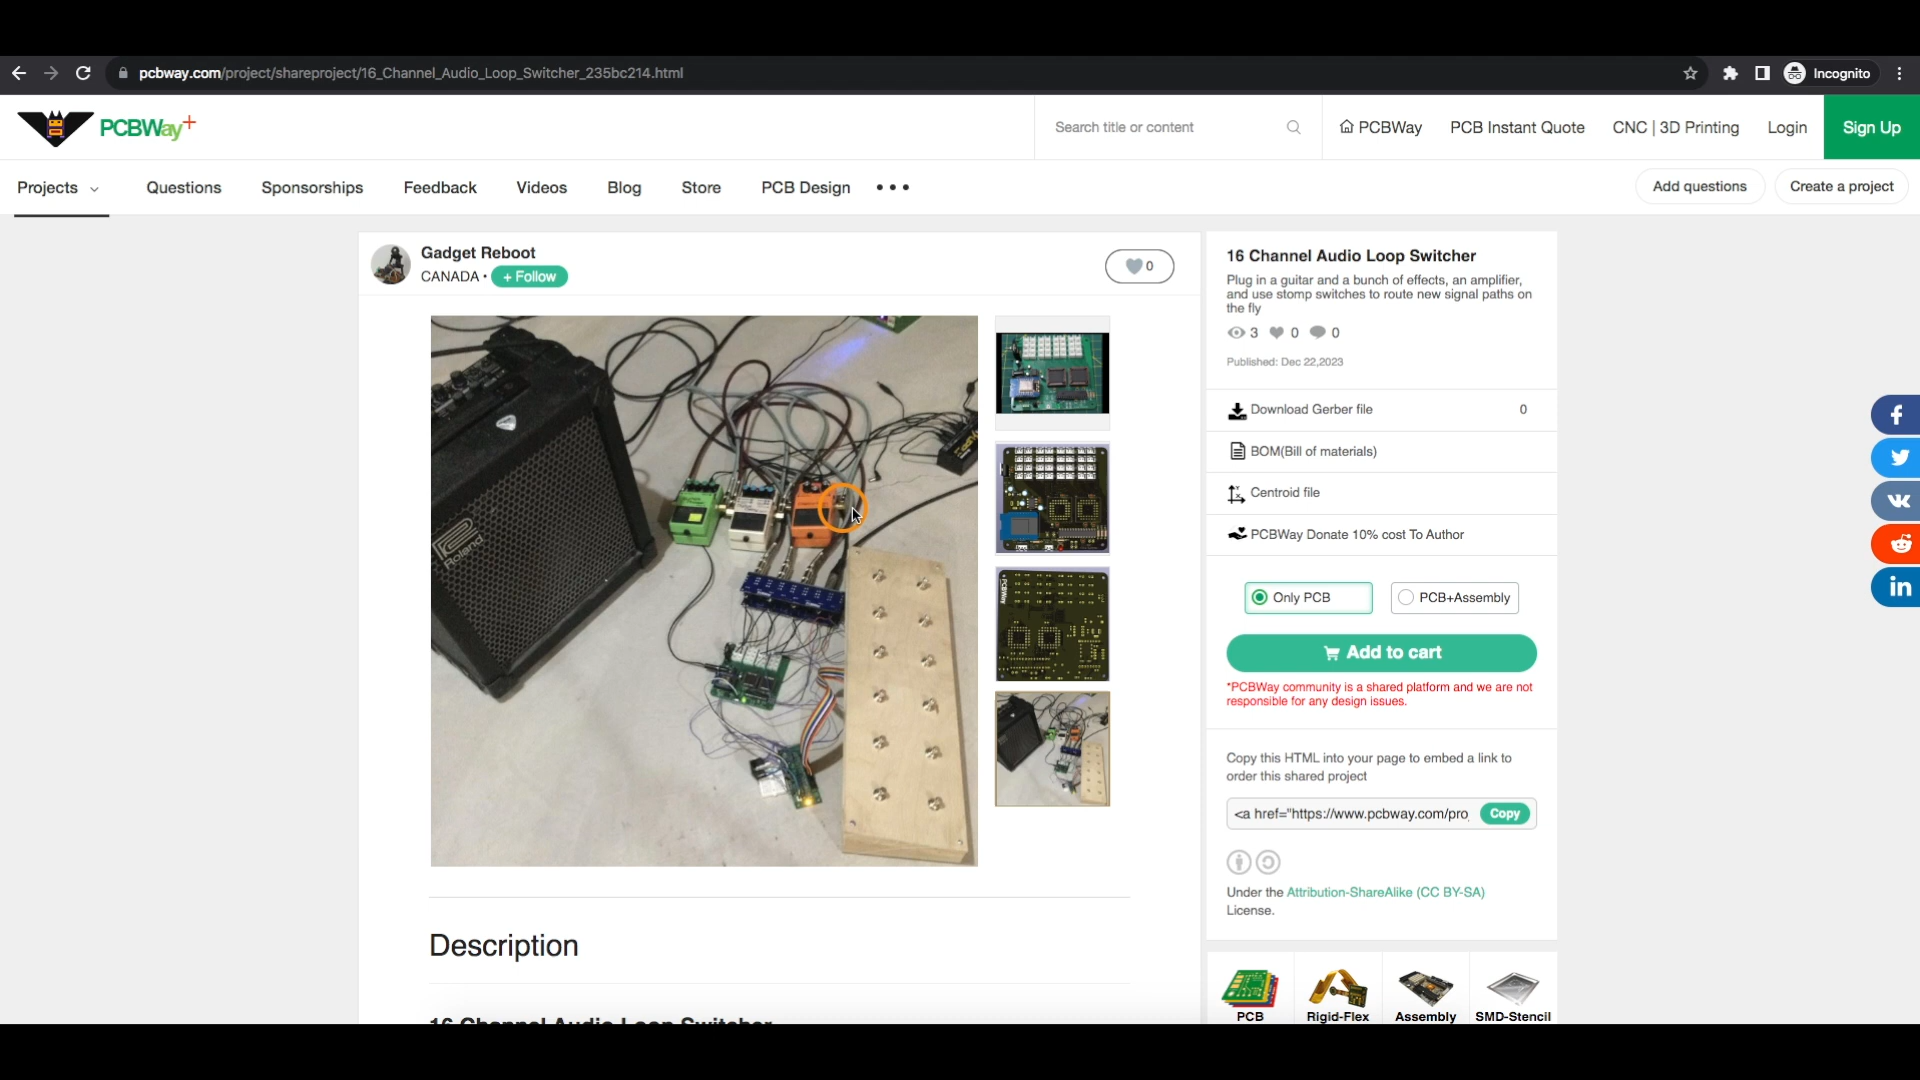 pcbway.com/project/shareproject/16_Channel_Audio_Loop_Switcher_235bc214.html
Incognito
PCBWay+
Search title or content
PCBWay
PCB Instant Quote
CNC | 3D Printing
Login
Sign Up
Projects
Questions
Sponsorships
Feedback
Videos
Blog
Store
PCB Design
Add questions
Create a project
Gadget Reboot
CANADA • + Follow
0
Roland
16 Channel Audio Loop Switcher
Plug in a guitar and a bunch of effects, an amplifier,
and use stomp switches to route new signal paths on
the fly
3 0 0
Published: Dec 22,2023
Download Gerber file 0
BOM(Bill of materials)
Centroid file
PCBWay Donate 10% cost To Author
Only PCB
PCB+Assembly
Add to cart
*PCBWay community is a shared platform and we are not
responsible for any design issues.
Copy this HTML into your page to embed a link to
order this shared project
<a href="https://www.pcbway.com/pro
Copy
Under the Attribution-ShareAlike (CC BY-SA)
License.
Description
16 Channel Audio Loop Switcher
PCB
Rigid-Flex
Assembly
SMD-Stencil